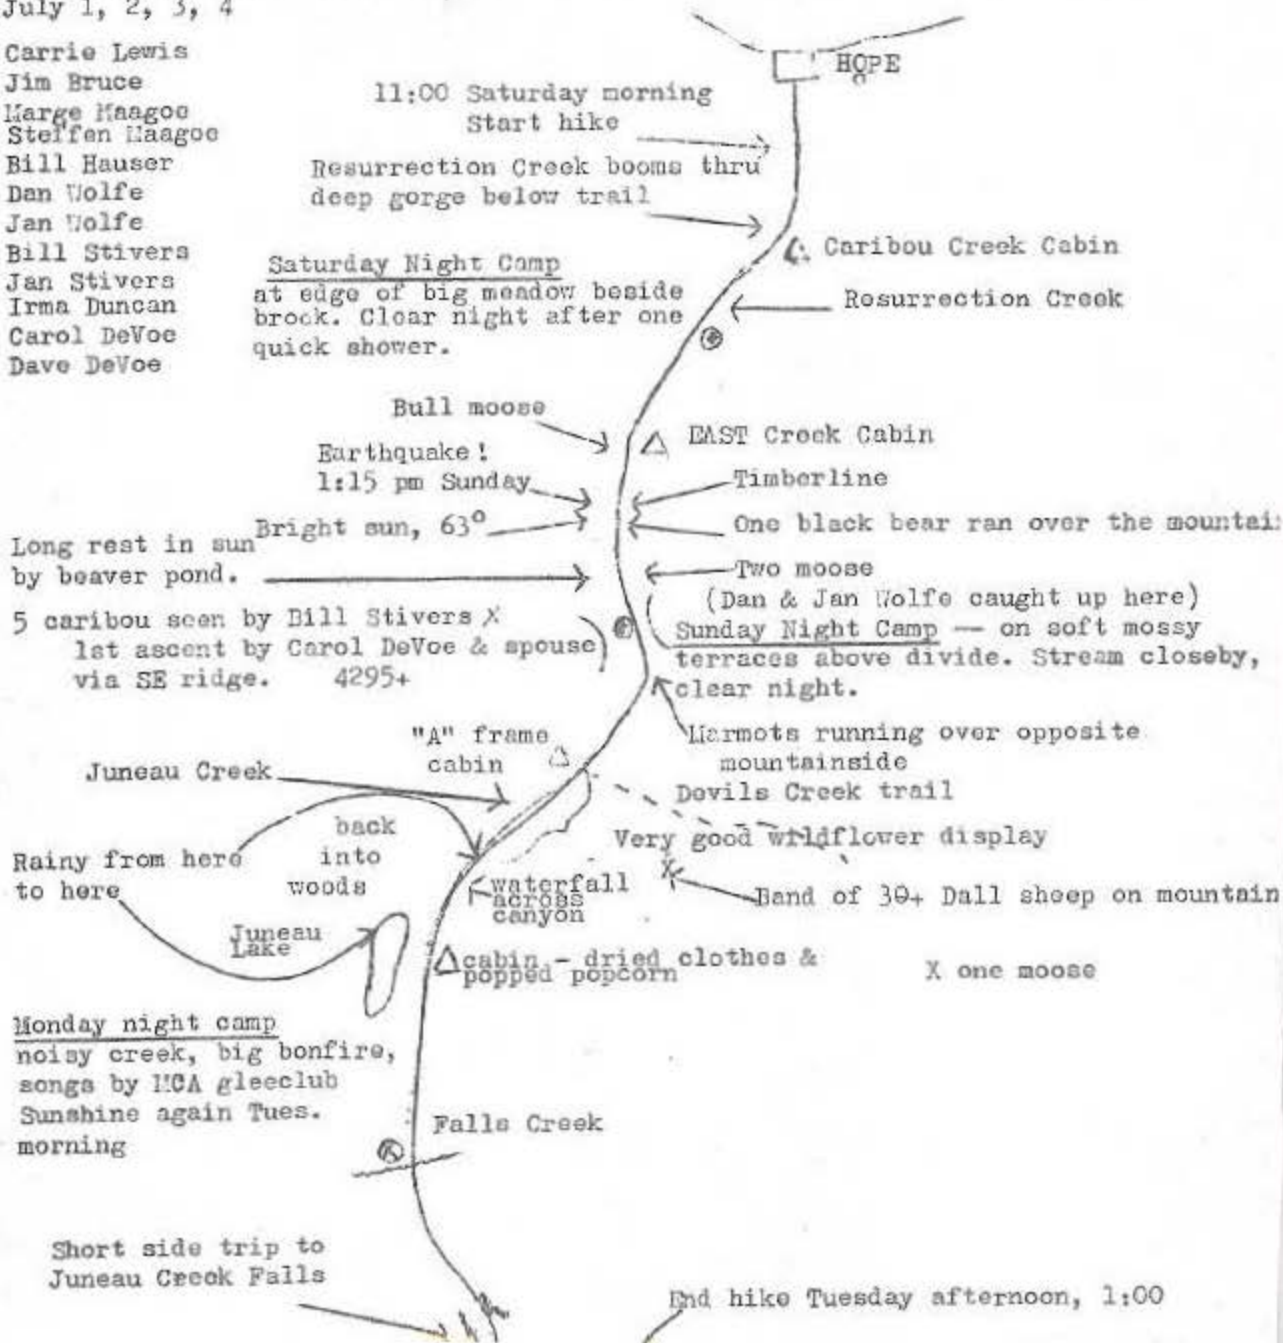 July 1, 2, 3, 4
Carrie Lewis
Jim Bruce
Marge Maagoe
Steffen Maagoe
Bill Hauser
Dan Wolfe
Jan Wolfe
Bill Stivers
Jan Stivers
Irma Duncan
Carol DeVoe
Dave DeVoe
HOPE
11:00 Saturday morning
Start hike
Resurrection Creek booms thru
deep gorge below trail
Caribou Creek Cabin
Saturday Night Camp
at edge of big meadow beside
brook. Clear night after one
quick shower.
Resurrection Creek
Bull moose
EAST Creek Cabin
Earthquake!
1:15 pm Sunday
Timberline
Bright sun, 63°
One black bear ran over the mountai
Long rest in sun
by beaver pond.
Two moose
(Dan & Jan Wolfe caught up here)
5 caribou seen by Bill Stivers X
1st ascent by Carol DeVoe & spouse)
via SE ridge. 4295+
Sunday Night Camp — on soft mossy
terraces above divide. Stream closeby,
clear night.
Marmots running over opposite
mountainside
"A" frame
cabin
Juneau Creek
Devils Creek trail
Very good wildflower display
back
into
woods
Rainy from here
to here
waterfall
across
canyon
X
Band of 30+ Dall sheep on mountain
Juneau
Lake
cabin - dried clothes &
popped popcorn
X one moose
Monday night camp
noisy creek, big bonfire,
songs by MCA gleeclub
Sunshine again Tues.
morning
Falls Creek
Short side trip to
Juneau Creek Falls
End hike Tuesday afternoon, 1:00